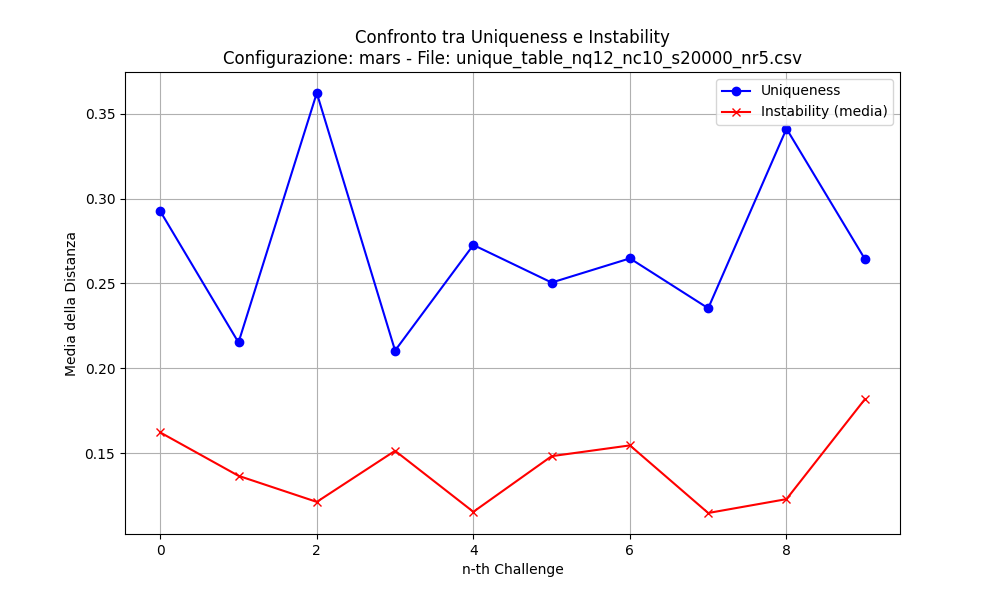 Confronto tra Uniqueness e Instability
Configurazione: mars - File: unique_table_nq12_nc10_s20000_nr5.csv
Uniqueness
Instability (media)
Media della Distanza
0.35
0.30
0.25
0.20
0.15
0 2 4 6 8
n-th Challenge